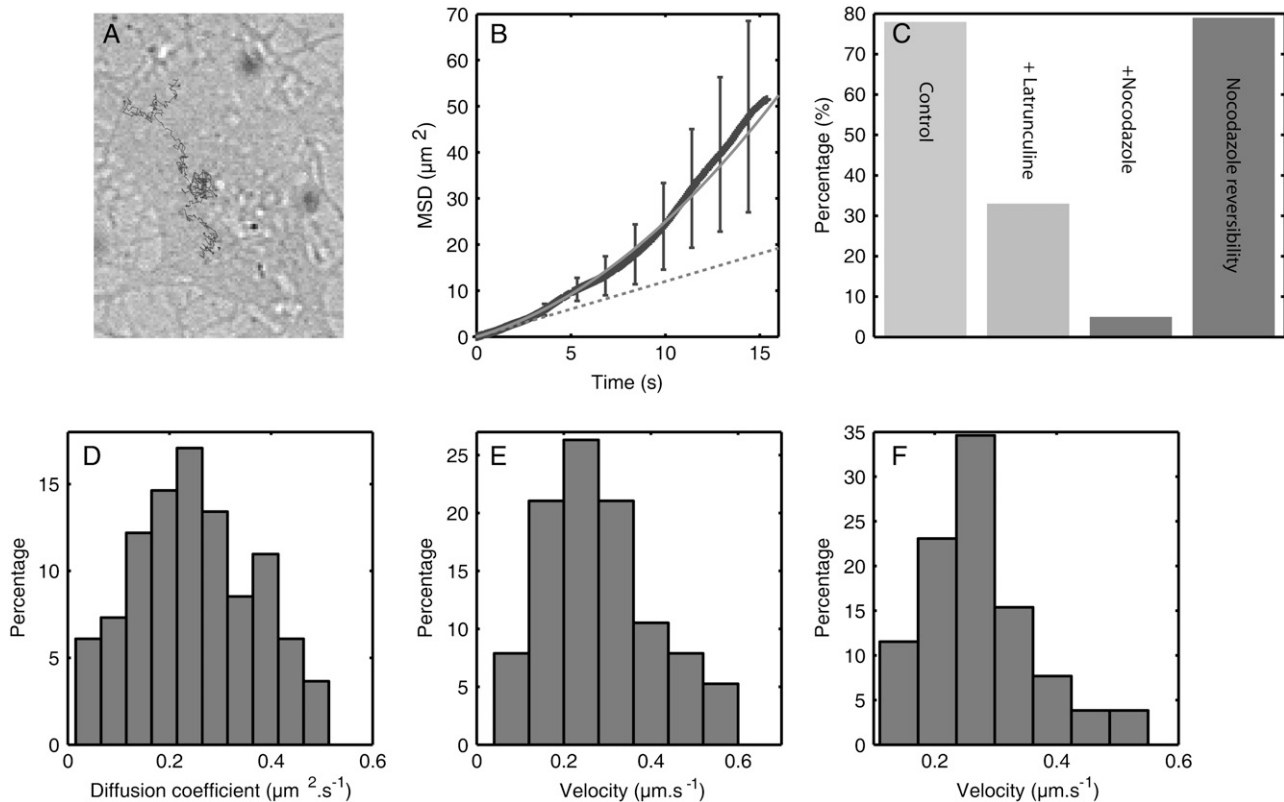 A
B
MSD (μm ²)
70
60
50
40
30
20
10
0
0
5
10
15
Time (s)
C
Percentage (%)
80
70
60
50
40
30
20
10
0
Control
+ Latrunculine
+Nocodazole
Nocodazole reversibility
D
Percentage
15
10
5
0
0
0.2
0.4
0.6
Diffusion coefficient (μm ².s⁻¹)
E
Percentage
25
20
15
10
5
0
0
0.2
0.4
0.6
Velocity (μm.s⁻¹)
F
Percentage
35
30
25
20
15
10
5
0
0.2
0.4
0.6
Velocity (μm.s⁻¹)